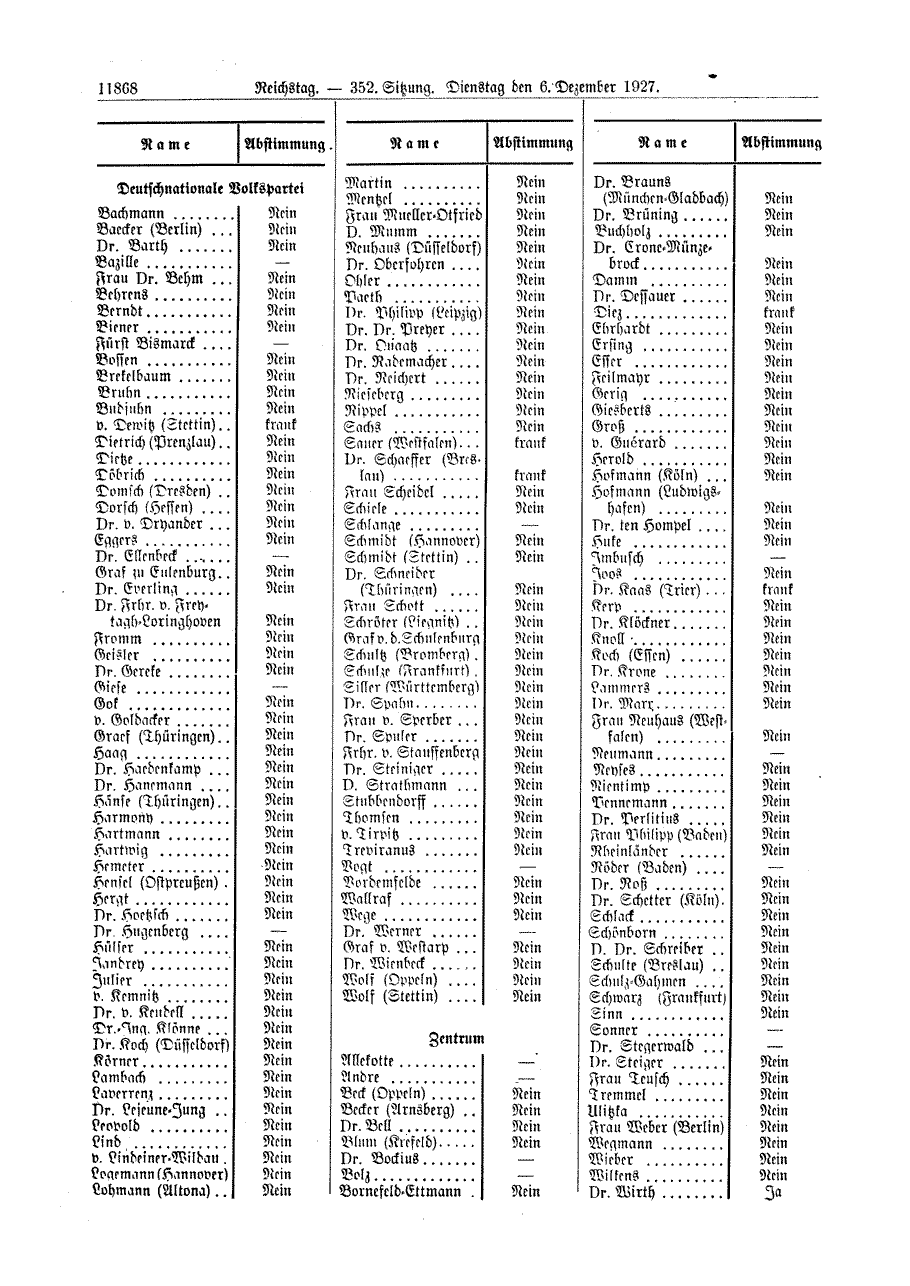 11868 Reichstag. — 352. Sitzung. Dienstag den 6. Dezember 1927.
Name Abstimmung.
Deutschnationale Volkspartei
Bachmann ........ Nein
Baecker (Berlin) ... Nein
Dr. Barth ....... Nein
Bazille ........... —
Frau Dr. Behm ... Nein
Behrens .......... Nein
Berndt ........... Nein
Biener ........... Nein
Fürst Bismarck .... —
Bossen .......... Nein
Brekelbaum ....... Nein
Bruhn ........... Nein
Budjuhn ......... Nein
v. Dewitz (Stettin) .. krank
Dietrich (Prenzlau) .. Nein
Dietze ............ Nein
Döbrich .......... Nein
Domsch (Dresden) .. Nein
Dorsch (Hessen) .... Nein
Dr. v. Dryander ... Nein
Eggers ........... Nein
Dr. Ellenbeck ...... —
Graf zu Eulenburg .. Nein
Dr. Everling ...... Nein
Dr. Frhr. v. Frey-
tagh-Loringhoven Nein
Fromm .......... Nein
Geisler .......... Nein
Dr. Gereke ....... Nein
Giese ............ —
Gok ............. Nein
v. Goldacker ....... Nein
Graef (Thüringen) .. Nein
Haag ............ Nein
Dr. Haedenkamp ... Nein
Dr. Hanemann .... Nein
Hänse (Thüringen) .. Nein
Harmony ......... Nein
Hartmann ........ Nein
Hartwig ......... Nein
Hemeter .......... Nein
Hensel (Ostpreußen) . Nein
Hergt ............ Nein
Dr. Hoetzsch ....... Nein
Dr. Hugenberg .... —
Hülser ........... Nein
Jandrey .......... Nein
Julier ............ Nein
v. Kemnitz ........ Nein
Dr. v. Keudell ..... Nein
Dr.-Ing. Klönne ... Nein
Dr. Koch (Düsseldorf) Nein
Körner ........... Nein
Lambach ......... Nein
Laverrenz ......... Nein
Dr. Lejeune-Jung .. Nein
Leopold .......... Nein
Lind ............ Nein
v. Lindeiner-Wildau . Nein
Logemann (Hannover) Nein
Lohmann (Altona) .. Nein
Name Abstimmung
Martin .......... Nein
Mentzel .......... Nein
Frau Mueller-Otfried Nein
D. Mumm ....... Nein
Neuhaus (Düsseldorf) Nein
Dr. Oberfohren .... Nein
Ohler ............ Nein
Paeth ........... Nein
Dr. Philipp (Leipzig) Nein
Dr. Dr. Preyer .... Nein
Dr. Quaatz ....... Nein
Dr. Rademacher .... Nein
Dr. Reichert ...... Nein
Rieseberg ......... Nein
Rippel ........... Nein
Sachs ........... Nein
Sauer (Westfalen) ... krank
Dr. Schaeffer (Bres-
lau) ........... krank
Frau Scheidel ..... Nein
Schiele ........... Nein
Schlange ......... —
Schmidt (Hannover) Nein
Schmidt (Stettin) .. Nein
Dr. Schneider
(Thüringen) .... Nein
Frau Schott ...... Nein
Schröter (Liegnitz) .. Nein
Graf v. d. Schulenburg Nein
Schultz (Bromberg) . Nein
Schulze (Frankfurt) . Nein
Siller (Württemberg) Nein
Dr. Spahn ........ Nein
Frau v. Sperber ... Nein
Dr. Spuler ....... Nein
Frhr. v. Stauffenberg Nein
Dr. Steiniger ..... Nein
D. Strathmann ... Nein
Stubbendorff ...... Nein
Thomsen ......... Nein
v. Tirpitz ......... Nein
Treviranus ....... Nein
Vogt ............ —
Vordemfelde ...... Nein
Wallraf .......... Nein
Wege ............ Nein
Dr. Werner ...... —
Graf v. Westarp ... Nein
Dr. Wienbeck ...... Nein
Wolf (Oppeln) .... Nein
Wolf (Stettin) .... Nein
Zentrum
Allekotte .......... —
Andre ........... —
Beck (Oppeln) ...... Nein
Becker (Arnsberg) .. Nein
Dr. Bell .......... Nein
Blum (Krefeld) ..... Nein
Dr. Bockius ....... —
Bolz ............. —
Bornefeld-Ettmann . Nein
Name Abstimmung
Dr. Brauns
(München-Gladbach) Nein
Dr. Brüning ...... Nein
Buchholz ......... Nein
Dr. Crone-Münze-
brock ........... Nein
Damm .......... Nein
Dr. Dessauer ...... Nein
Diez ............. krank
Ehrhardt ......... Nein
Ersing ........... Nein
Esser ............ Nein
Feilmayr ......... Nein
Gerig ........... Nein
Giesberts ......... Nein
Groß ............ Nein
v. Guérard ....... Nein
Herold ........... Nein
Hofmann (Köln) ... Nein
Hofmann (Ludwigs-
hafen) ......... Nein
Dr. ten Hompel .... Nein
Huke ............ Nein
Imbusch ......... —
Joos ............ Nein
Dr. Kaas (Trier) ... krank
Kerp ............ Nein
Dr. Klöckner ....... Nein
Knoll ............ Nein
Koch (Essen) ...... Nein
Dr. Krone ........ Nein
Lammers ......... Nein
Dr. Marx ......... Nein
Frau Neuhaus (West-
falen) ......... Nein
Neumann ......... —
Neyses ........... Nein
Nientimp ......... Nein
Pennemann ....... Nein
Dr. Perlitius ..... Nein
Frau Philipp (Baden) Nein
Rheinländer ...... Nein
Röder (Baden) .... —
Dr. Roß ......... Nein
Dr. Schetter (Köln) . Nein
Schlack .......... Nein
Schönborn ........ Nein
D. Dr. Schreiber .. Nein
Schulte (Breslau) .. Nein
Schulz-Gahmen .... Nein
Schwarz (Frankfurt) Nein
Sinn ............ Nein
Sonner .......... —
Dr. Stegerwald ... —
Dr. Steiger ....... Nein
Frau Teusch ...... Nein
Tremmel ......... Nein
Ulitzka .......... Nein
Frau Weber (Berlin) Nein
Wegmann ........ Nein
Wieber .......... Nein
Wilkens .......... Nein
Dr. Wirth ........ Ja